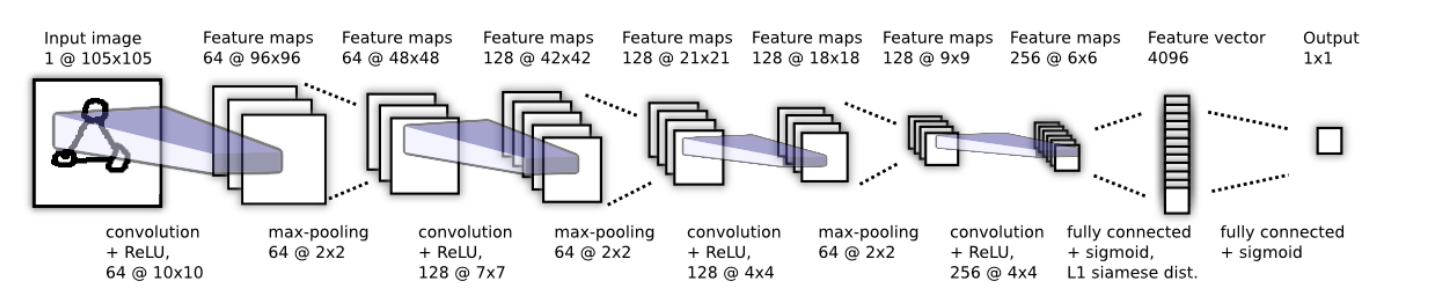 Input image
1 @ 105x105
Feature maps
64 @ 96x96
Feature maps
64 @ 48x48
Feature maps
128 @ 42x42
Feature maps
128 @ 21x21
Feature maps
128 @ 18x18
Feature maps
128 @ 9x9
Feature maps
256 @ 6x6
Feature vector
4096
Output
1x1
convolution
+ ReLU,
64 @ 10x10
max-pooling
64 @ 2x2
convolution
+ ReLU,
128 @ 7x7
max-pooling
64 @ 2x2
convolution
+ ReLU,
128 @ 4x4
max-pooling
64 @ 2x2
convolution
+ ReLU,
256 @ 4x4
fully connected
+ sigmoid,
L1 siamese dist.
fully connected
+ sigmoid